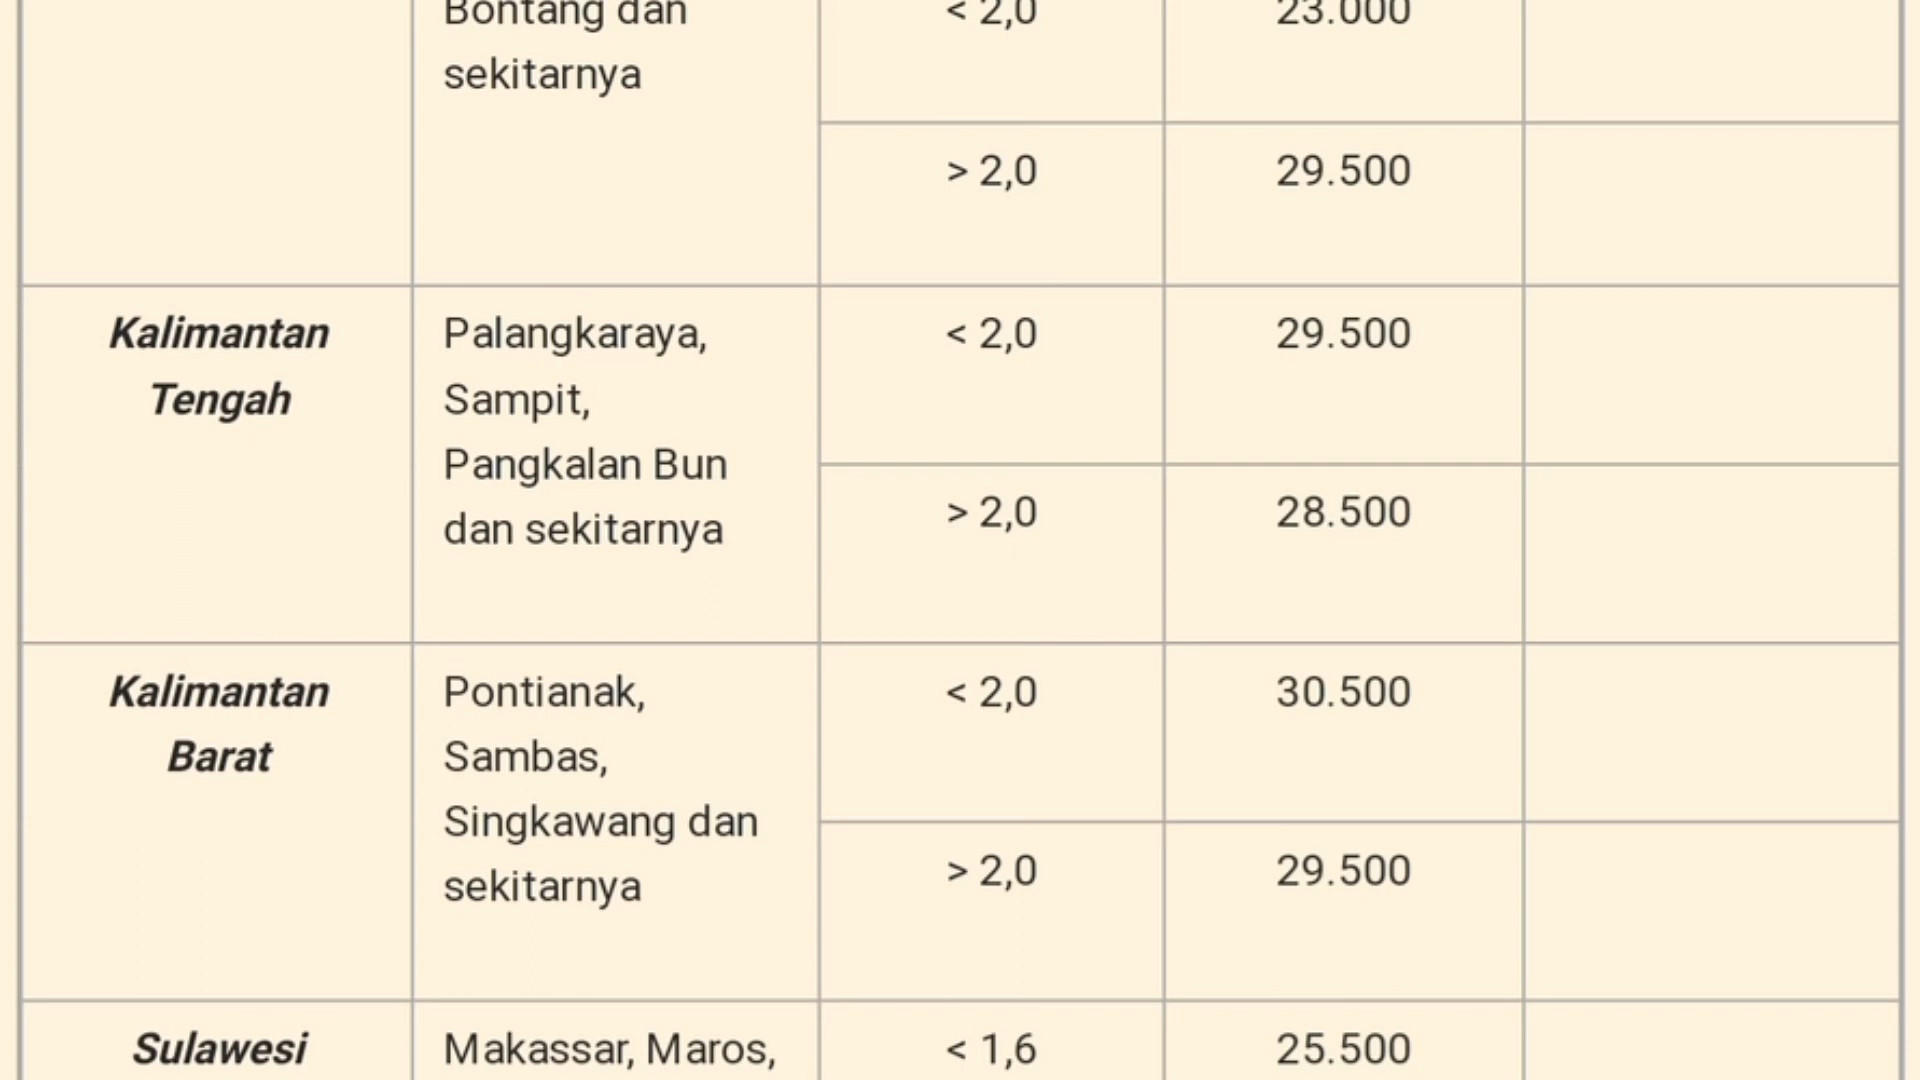 Bontang dan
sekitarnya
< 2,0
23.000
> 2,0
29.500
Kalimantan
Tengah
Palangkaraya,
Sampit,
Pangkalan Bun
dan sekitarnya
< 2,0
29.500
> 2,0
28.500
Kalimantan
Barat
Pontianak,
Sambas,
Singkawang dan
sekitarnya
< 2,0
30.500
> 2,0
29.500
Sulawesi
Makassar, Maros,
< 1,6
25.500